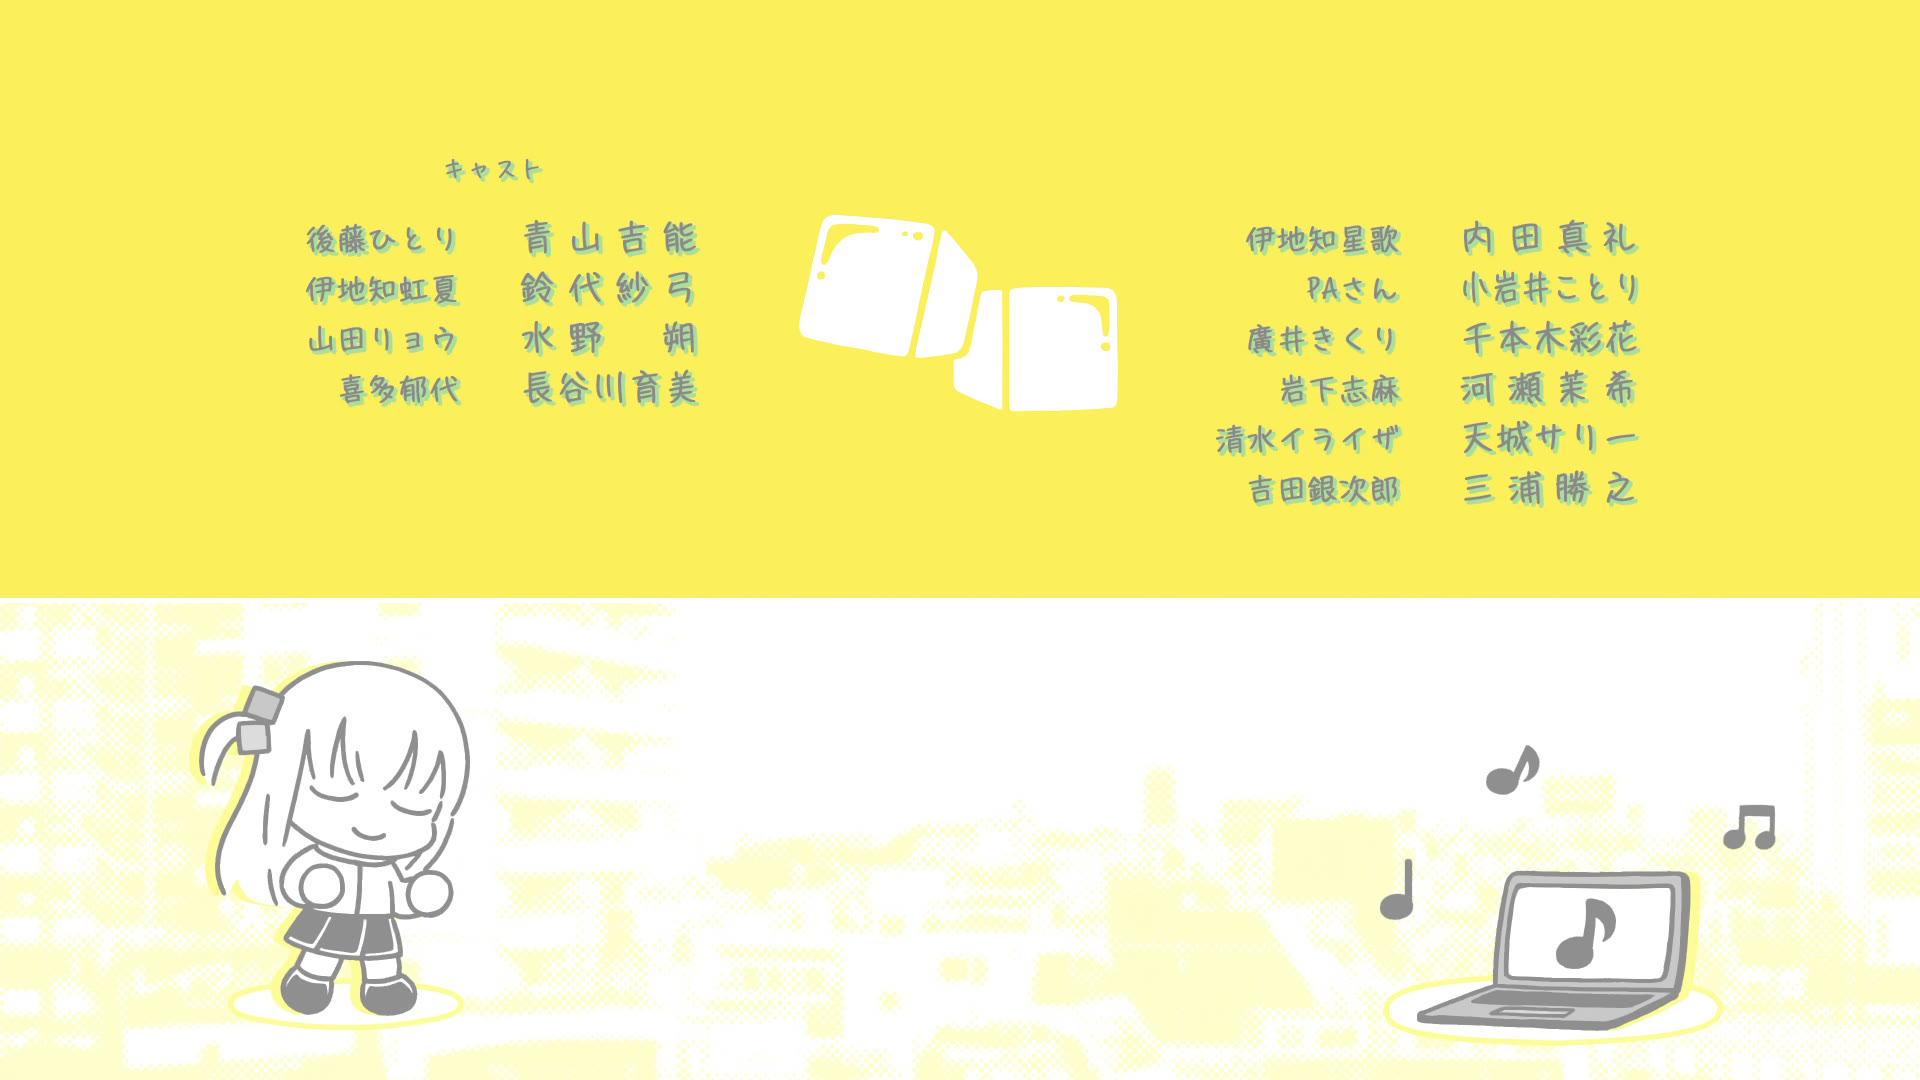 キャスト
後藤ひとり 青山吉能
伊地知虹夏 鈴代紗弓
山田リョウ 水野 朔
喜多郁代 長谷川育美
伊地知星歌 内田真礼
PAさん 小岩井ことり
廣井きくり 千本木彩花
岩下志麻 河瀬茉希
清水イライザ 天城サリー
吉田銀次郎 三浦勝之